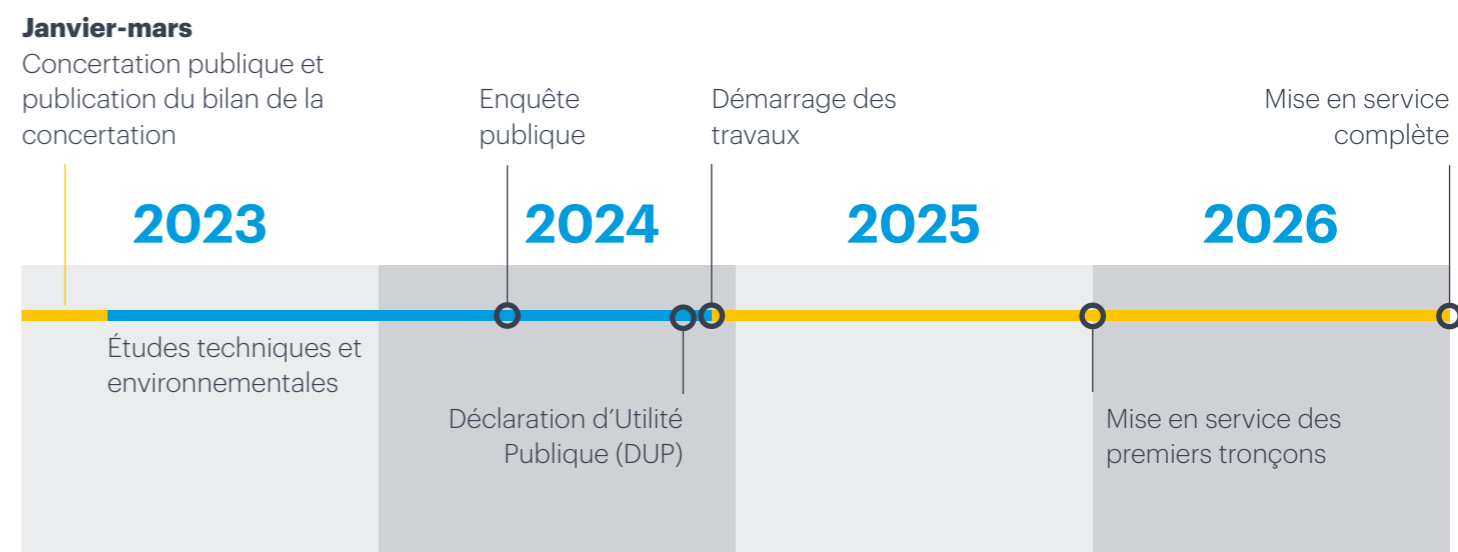 Janvier-mars
Concertation publique et
publication du bilan de la
concertation
Enquête
publique
Démarrage des
travaux
Mise en service
complète
2023
2024
2025
2026
Études techniques et
environnementales
Déclaration d’Utilité
Publique (DUP)
Mise en service des
premiers tronçons